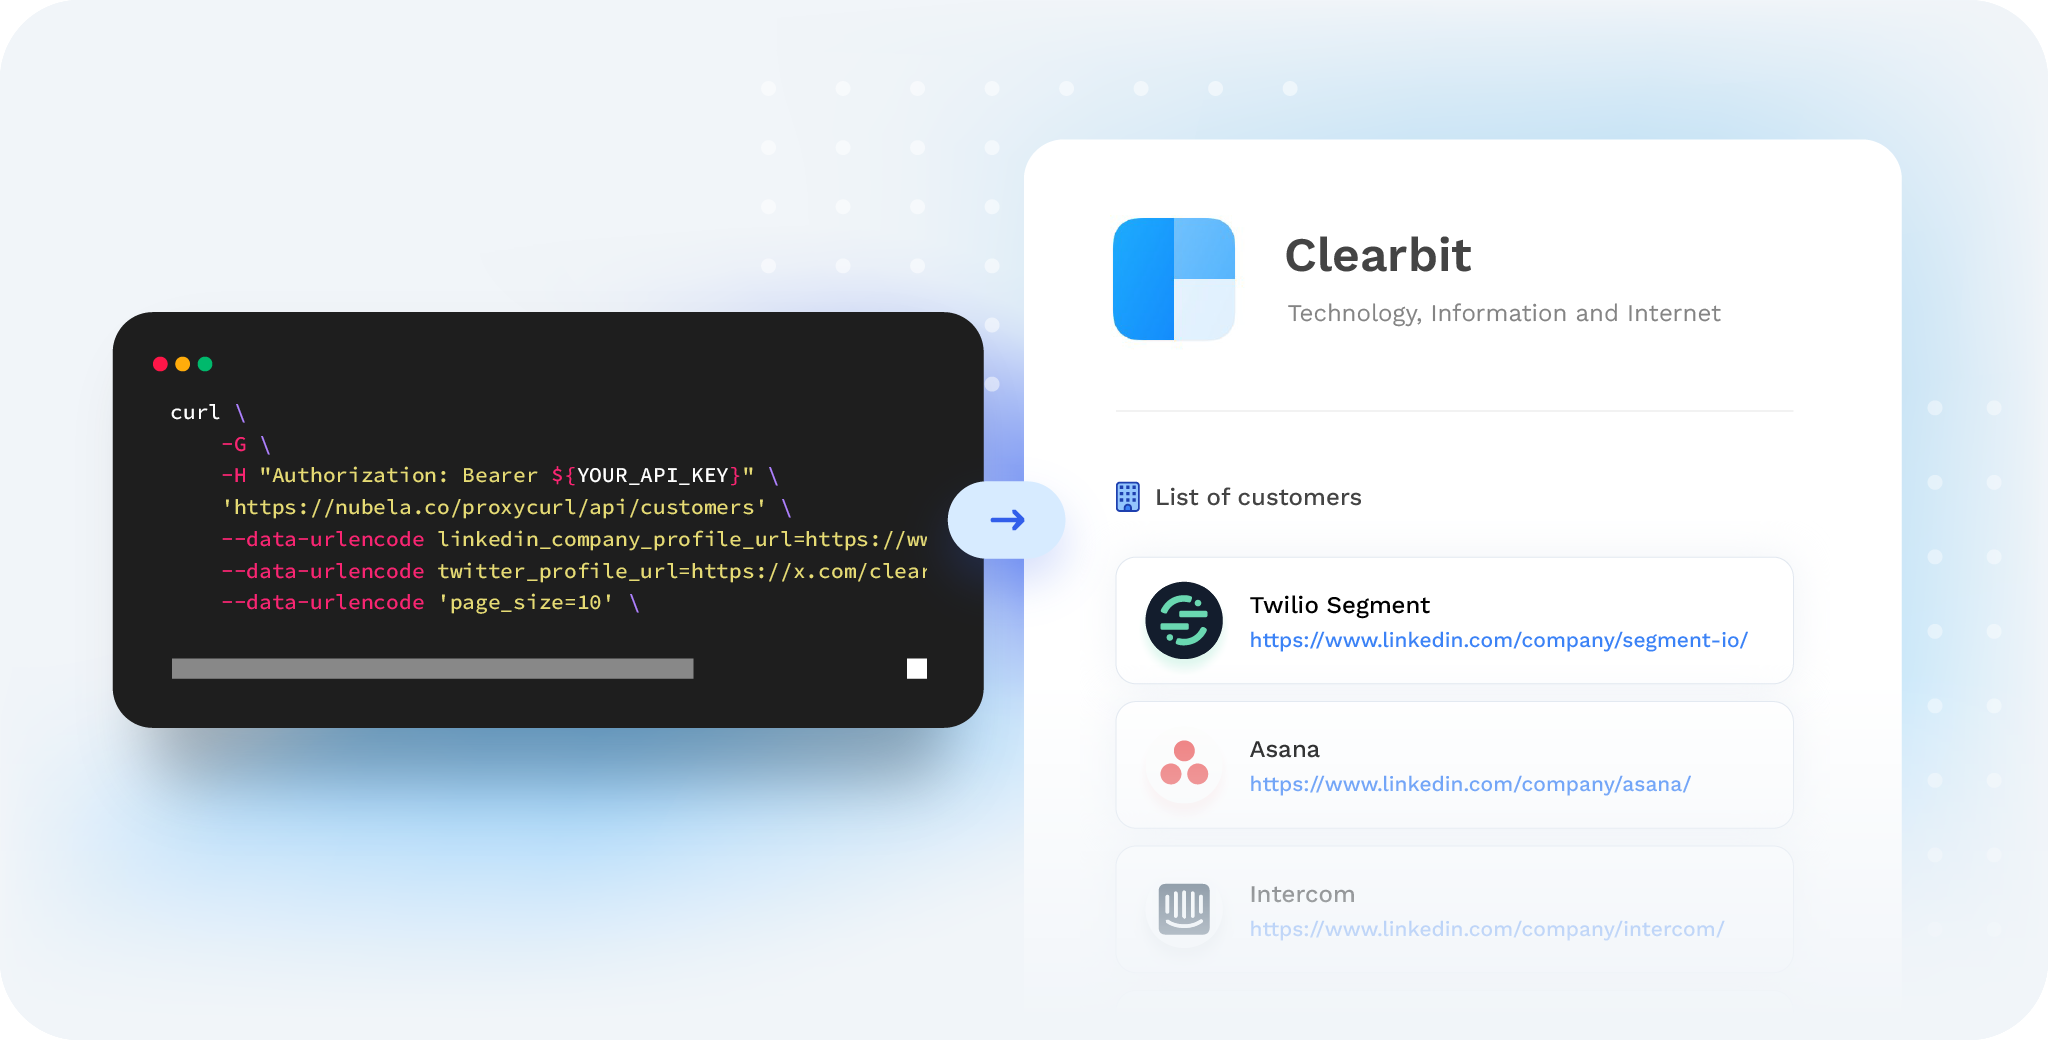 curl \
-G \
-H "Authorization: Bearer ${YOUR_API_KEY}" \
'https://nubela.co/proxycurl/api/customers' \
--data-urlencode linkedin_company_profile_url=https://ww
--data-urlencode twitter_profile_url=https://x.com/clear
--data-urlencode 'page_size=10' \
Clearbit
Technology, Information and Internet
List of customers
Twilio Segment
https://www.linkedin.com/company/segment-io/
Asana
https://www.linkedin.com/company/asana/
Intercom
https://www.linkedin.com/company/intercom/